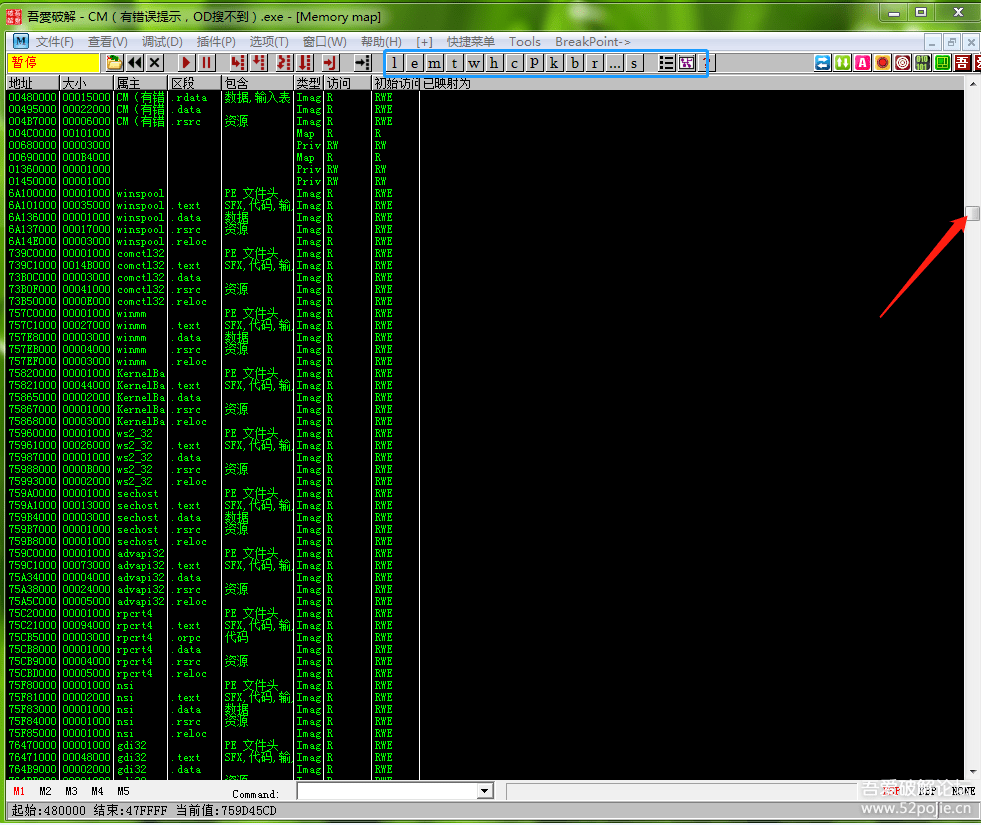 吾爱破解 - CM（有错误提示，OD搜不到）.exe - [Memory map]
文件(F) 查看(V) 调试(D) 插件(P) 选项(T) 窗口(W) 帮助(H) [+] 快捷菜单 Tools BreakPoint->
暂停 l e m t w h c p k b r ... s ?
地址 大小 属主 区段 包含 类型 访问 初始访问 已映射为
00480000 00015000 CM（有错 .rdata 数据,输入表 Imag R RWE
00495000 00022000 CM（有错 .data Imag R RWE
004B7000 00006000 CM（有错 .rsrc 资源 Imag R RWE
004C0000 00101000 Map R R
00680000 00003000 Priv RW RW
00690000 000B4000 Map R R
01360000 00001000 Priv RW RW
01450000 00001000 Priv RW RW
6A100000 00001000 winspool PE 文件头 Imag R RWE
6A101000 00035000 winspool .text SFX,代码,输 Imag R RWE
6A136000 00001000 winspool .data 数据 Imag R RWE
6A137000 00017000 winspool .rsrc 资源 Imag R RWE
6A14E000 00003000 winspool .reloc Imag R RWE
739C0000 00001000 comctl32 PE 文件头 Imag R RWE
739C1000 0014B000 comctl32 .text SFX,代码,输 Imag R RWE
73B0C000 00003000 comctl32 .data Imag R RWE
73B0F000 00041000 comctl32 .rsrc 资源 Imag R RWE
73B50000 0000E000 comctl32 .reloc Imag R RWE
757C0000 00001000 winmm PE 文件头 Imag R RWE
757C1000 00027000 winmm .text SFX,代码,输 Imag R RWE
757E8000 00003000 winmm .data 数据 Imag R RWE
757EB000 00004000 winmm .rsrc 资源 Imag R RWE
757EF000 00003000 winmm .reloc Imag R RWE
75820000 00001000 KernelBa PE 文件头 Imag R RWE
75821000 00044000 KernelBa .text SFX,代码,输 Imag R RWE
75865000 00002000 KernelBa .data Imag R RWE
75867000 00001000 KernelBa .rsrc 资源 Imag R RWE
75868000 00003000 KernelBa .reloc Imag R RWE
75960000 00001000 ws2_32 PE 文件头 Imag R RWE
75961000 00026000 ws2_32 .text SFX,代码,输 Imag R RWE
75987000 00001000 ws2_32 .data Imag R RWE
75988000 0000B000 ws2_32 .rsrc 资源 Imag R RWE
75993000 00002000 ws2_32 .reloc Imag R RWE
759A0000 00001000 sechost PE 文件头 Imag R RWE
759A1000 00013000 sechost .text SFX,代码,输 Imag R RWE
759B4000 00003000 sechost .data 数据 Imag R RWE
759B7000 00001000 sechost .rsrc 资源 Imag R RWE
759B8000 00001000 sechost .reloc Imag R RWE
759C0000 00001000 advapi32 PE 文件头 Imag R RWE
759C1000 00073000 advapi32 .text SFX,代码,输 Imag R RWE
75A34000 00004000 advapi32 .data Imag R RWE
75A38000 00024000 advapi32 .rsrc 资源 Imag R RWE
75A5C000 00005000 advapi32 .reloc Imag R RWE
75C20000 00001000 rpcrt4 PE 文件头 Imag R RWE
75C21000 00094000 rpcrt4 .text SFX,代码,输 Imag R RWE
75CB5000 00003000 rpcrt4 .orpc 代码 Imag R RWE
75CB8000 00001000 rpcrt4 .data Imag R RWE
75CB9000 00004000 rpcrt4 .rsrc 资源 Imag R RWE
75CBD000 00005000 rpcrt4 .reloc Imag R RWE
75F80000 00001000 nsi PE 文件头 Imag R RWE
75F81000 00002000 nsi .text SFX,代码,输 Imag R RWE
75F83000 00001000 nsi .data 数据 Imag R RWE
75F84000 00001000 nsi .rsrc 资源 Imag R RWE
75F85000 00001000 nsi .reloc Imag R RWE
76470000 00001000 gdi32 PE 文件头 Imag R RWE
76471000 00048000 gdi32 .text SFX,代码,输 Imag R RWE
764B9000 00002000 gdi32 .data Imag R RWE
M1 M2 M3 M4 M5 Command: NONE
吾爱破解论坛
起始:480000 结束:47FFFF 当前值:759D45CD
www.52pojie.cn